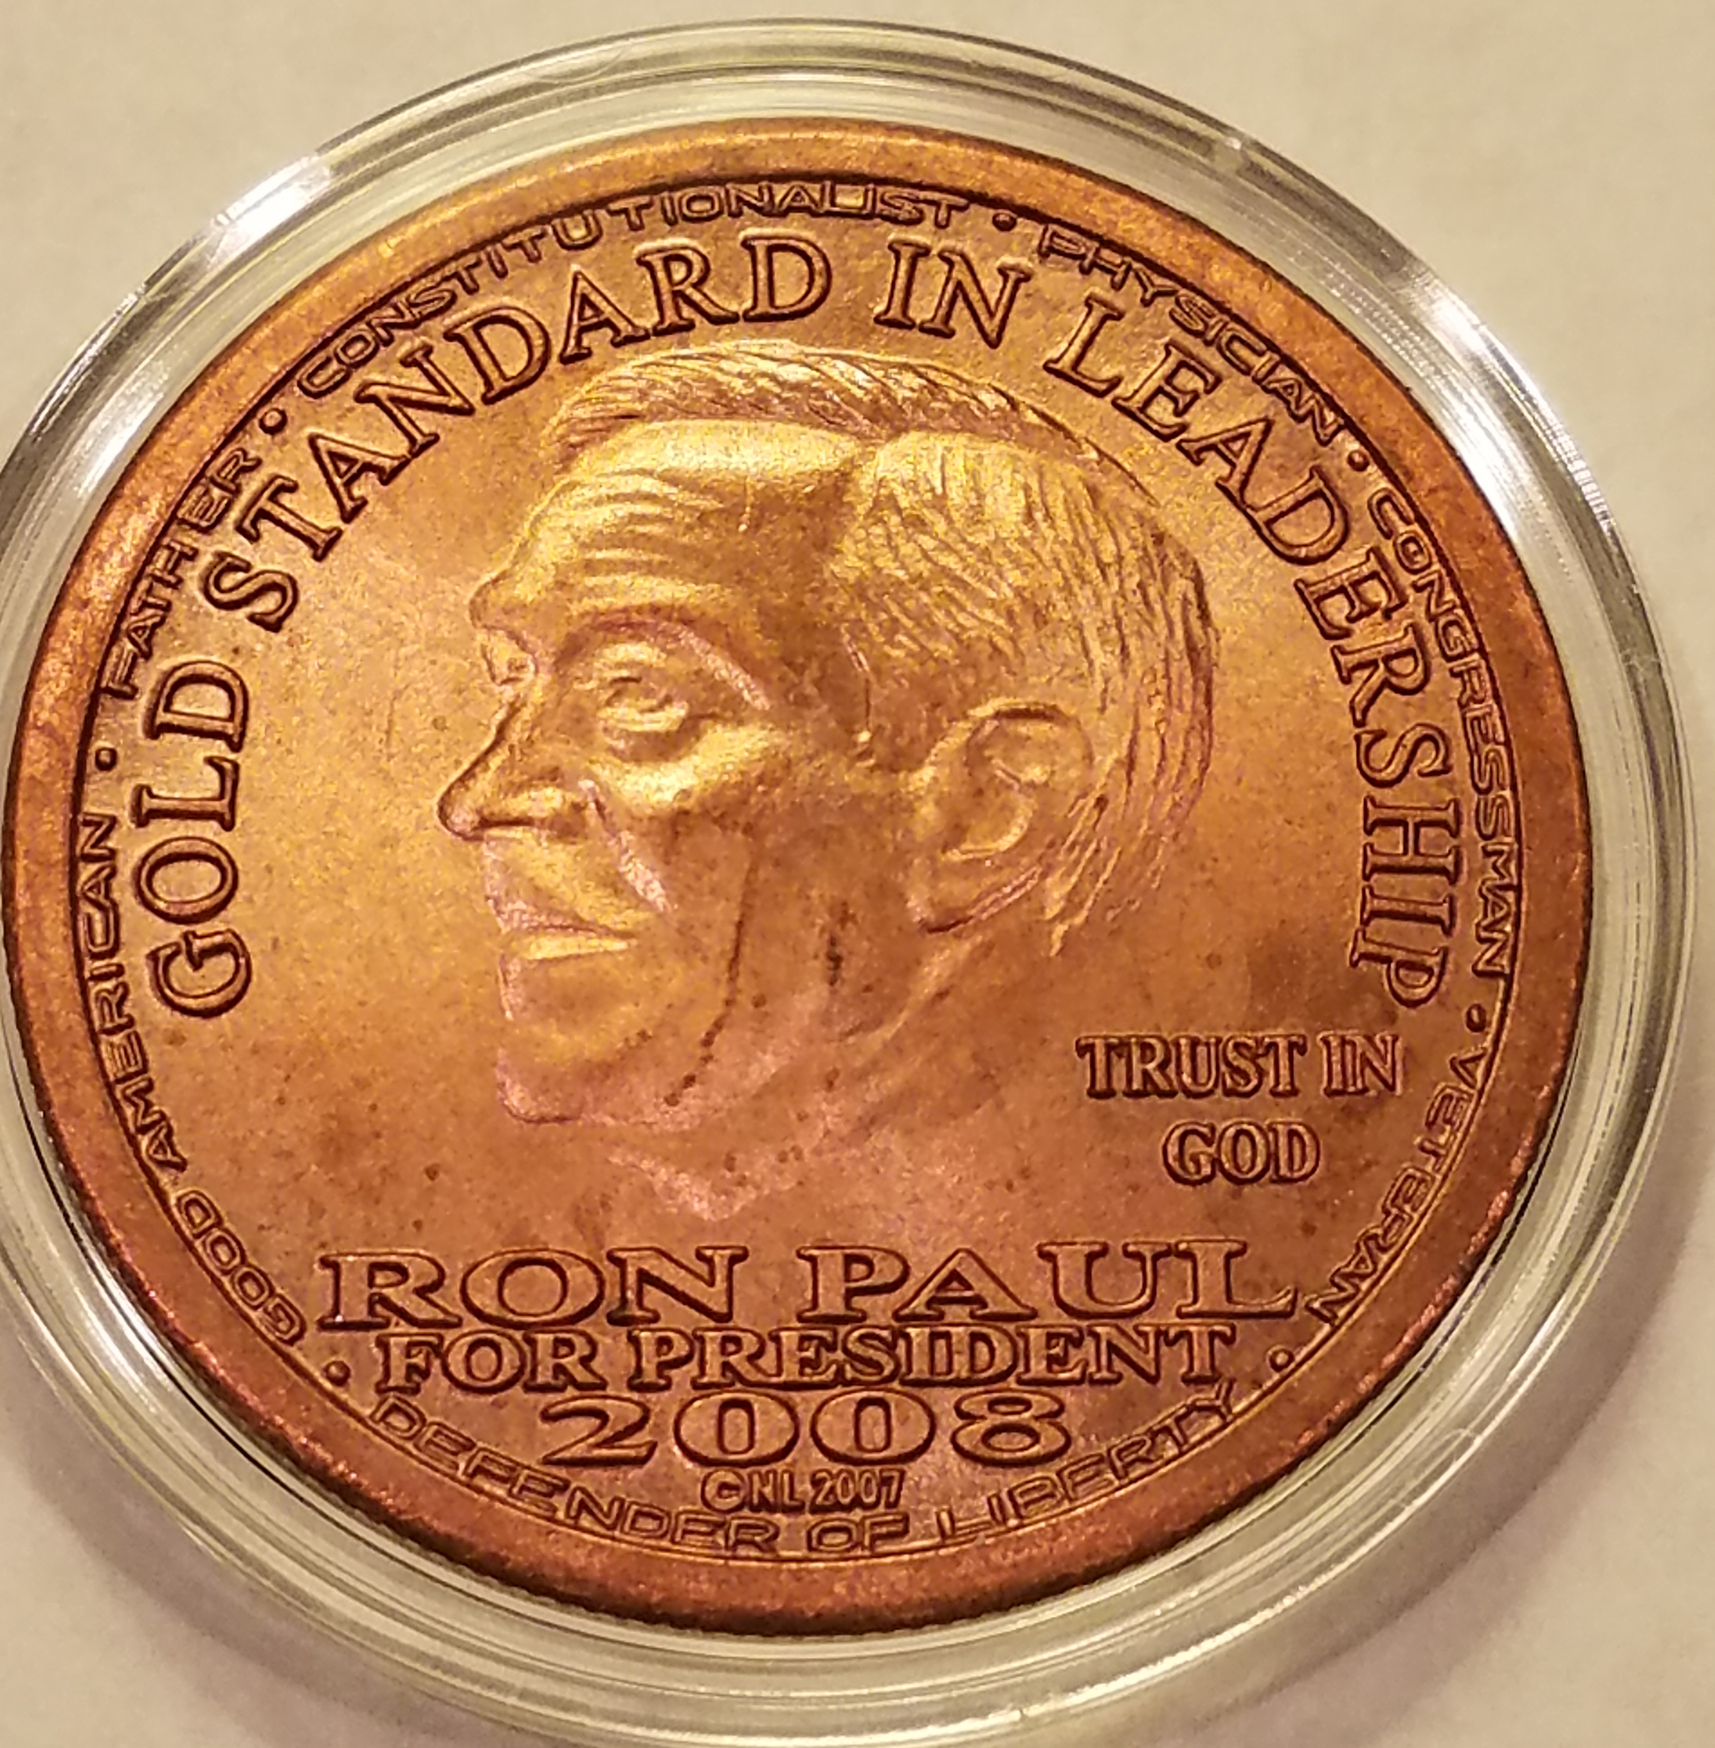 GOOD AMERICAN • FATHER • CONSTITUTIONALIST • PHYSICIAN • CONGRESSMAN • VETERAN •
GOLD STANDARD IN LEADERSHIP
TRUST IN
GOD
RON PAUL
FOR PRESIDENT
2008
©NL 2007
DEFENDER OF LIBERTY •